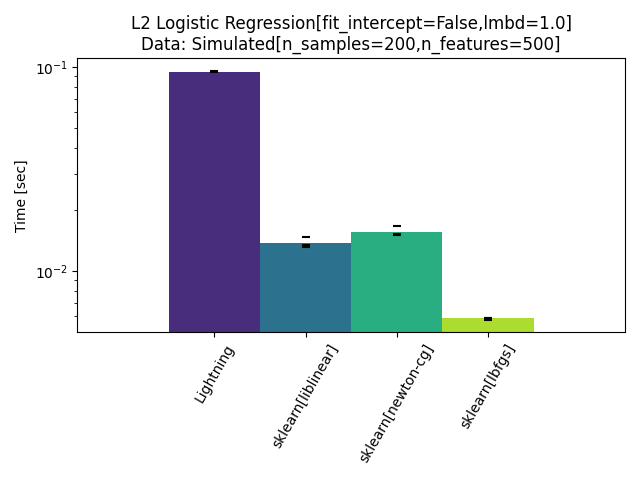 L2 Logistic Regression[fit_intercept=False,lmbd=1.0]
Data: Simulated[n_samples=200,n_features=500]
Time [sec]
10⁻¹
10⁻²
Lightning
sklearn[liblinear]
sklearn[newton-cg]
sklearn[lbfgs]